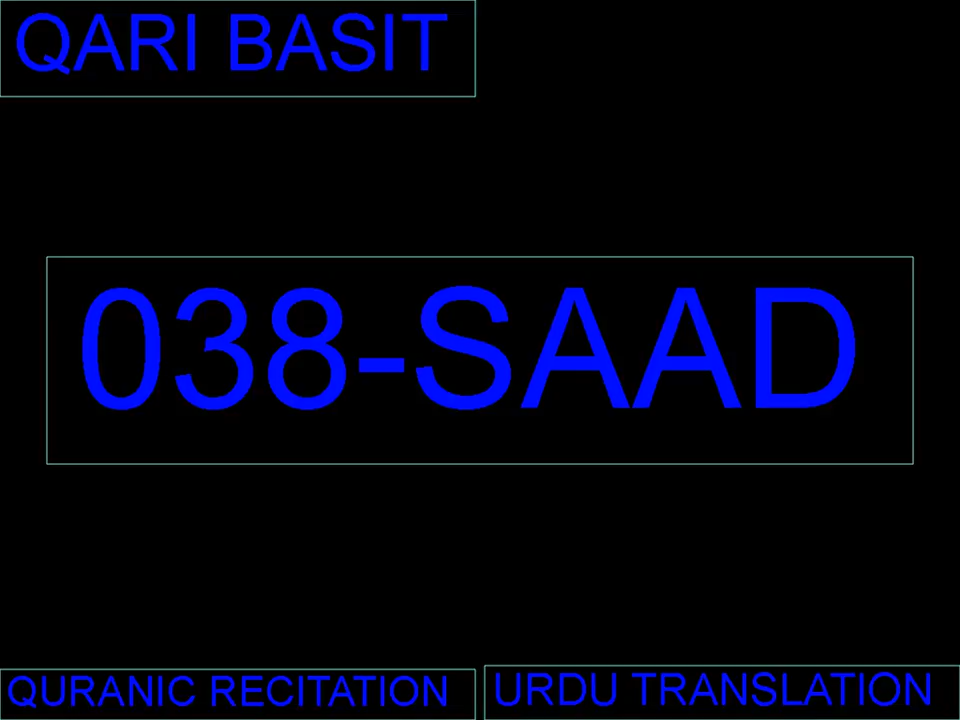 QARI BASIT
038-SAAD
QURANIC RECITATION
URDU TRANSLATION